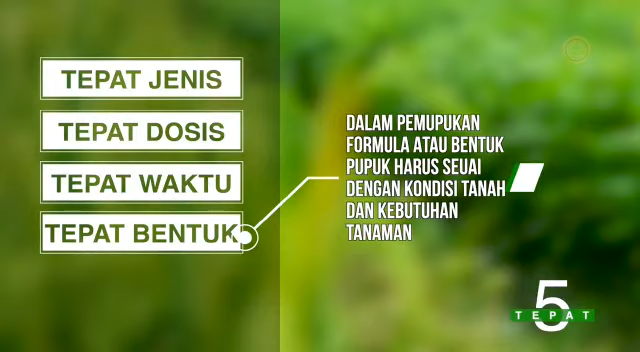 TEPAT JENIS
TEPAT DOSIS
TEPAT WAKTU
TEPAT BENTUK
DALAM PEMUPUKAN
FORMULA ATAU BENTUK
PUPUK HARUS SEUAI
DENGAN KONDISI TANAH
DAN KEBUTUHAN
TANAMAN
5
TEPAT